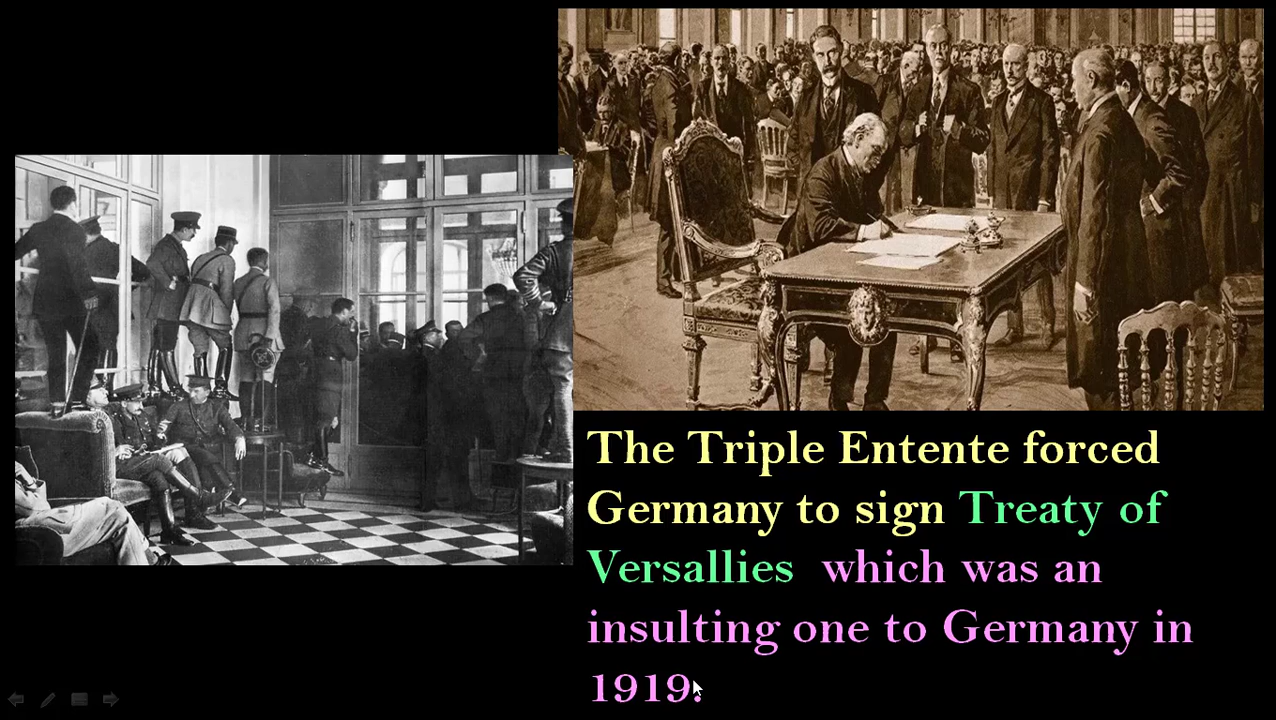 The Triple Entente forced
Germany to sign Treaty of
Versallies which was an
insulting one to Germany in
1919.